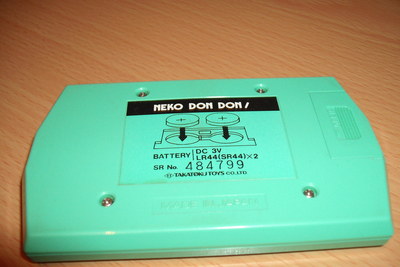 NEKO DON DON!
BATTERY DC 3V
LR44(SR44)×2
SR No. 484799
TAKATOKU TOYS CO.,LTD